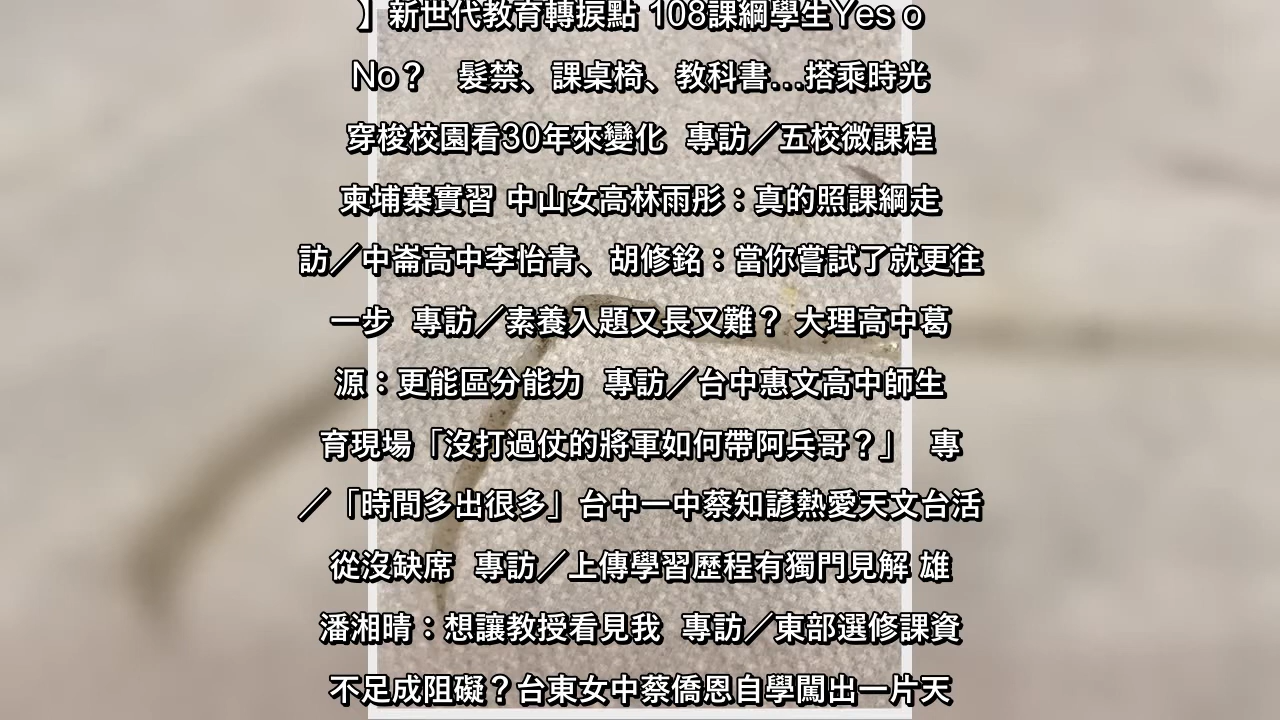 】新世代教育轉捩點 108課綱學生Yes o
No？　髮禁、課桌椅、教科書…搭乘時光
穿梭校園看30年來變化  專訪／五校微課程
柬埔寨實習 中山女高林雨彤：真的照課綱走
訪／中崙高中李怡青、胡修銘：當你嘗試了就更往
一步  專訪／素養入題又長又難？ 大理高中葛
源：更能區分能力  專訪／台中惠文高中師生
育現場「沒打過仗的將軍如何帶阿兵哥？」　專
／「時間多出很多」台中一中蔡知諺熱愛天文台活
從沒缺席  專訪／上傳學習歷程有獨門見解 雄
潘湘晴：想讓教授看見我  專訪／東部選修課資
不足成阻礙？台東女中蔡僑恩自學闖出一片天